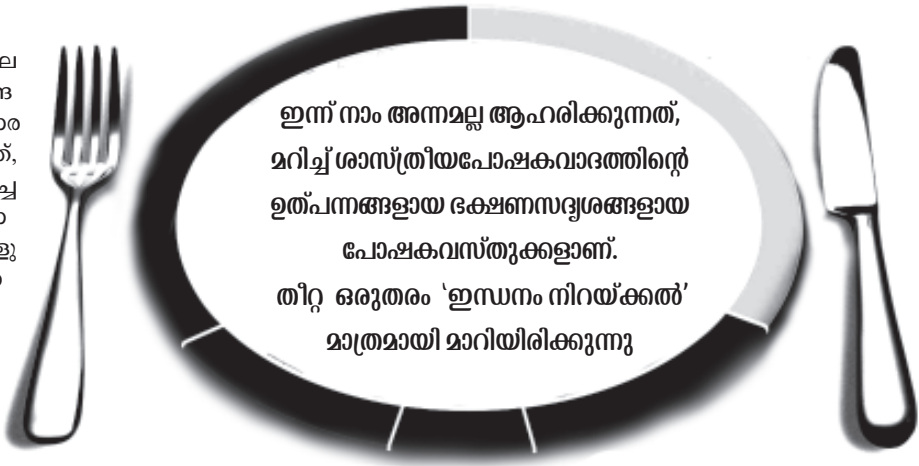 ഇന്ന് നാം അന്നമല്ല ആഹരിക്കുന്നത്,
മറിച്ച് ശാസ്ത്രീയപോഷകവാദത്തിന്റെ
ഉത്പന്നങ്ങളായ ഭക്ഷണസദൃശങ്ങളായ
പോഷകവസ്തുക്കളാണ്.
തീറ്റ ഒരുതരം 'ഇന്ധനം നിറയ്ക്കൽ'
മാത്രമായി മാറിയിരിക്കുന്നു